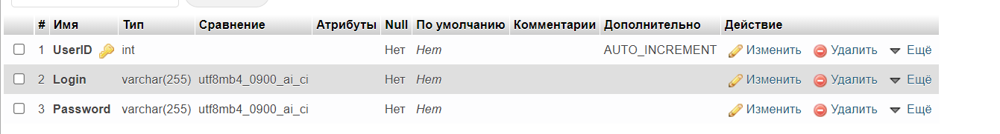 # Имя Тип Сравнение Атрибуты Null По умолчанию Комментарии Дополнительно Действие
1 UserID int Нет Нет AUTO_INCREMENT Изменить Удалить Ещё
2 Login varchar(255) utf8mb4_0900_ai_ci Нет Нет Изменить Удалить Ещё
3 Password varchar(255) utf8mb4_0900_ai_ci Нет Нет Изменить Удалить Ещё